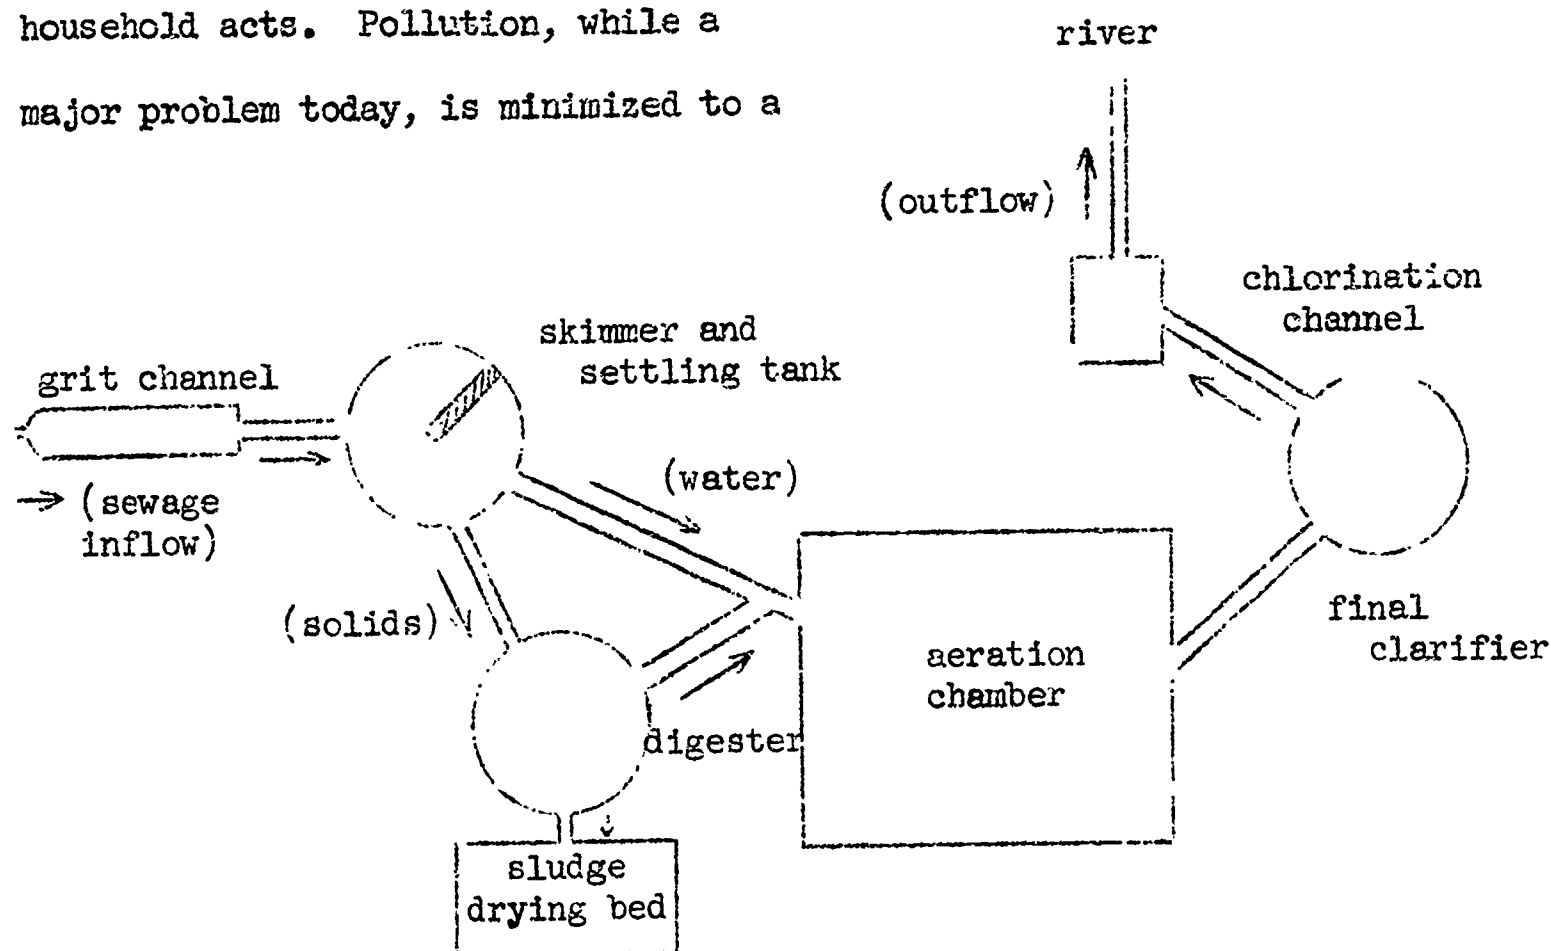 household acts. Pollution, while a
major problem today, is minimized to a
river
(outflow)
chlorination
channel
skimmer and
settling tank
grit channel
(water)
(sewage
inflow)
(solids)
final
clarifier
aeration
chamber
digester
sludge
drying bed